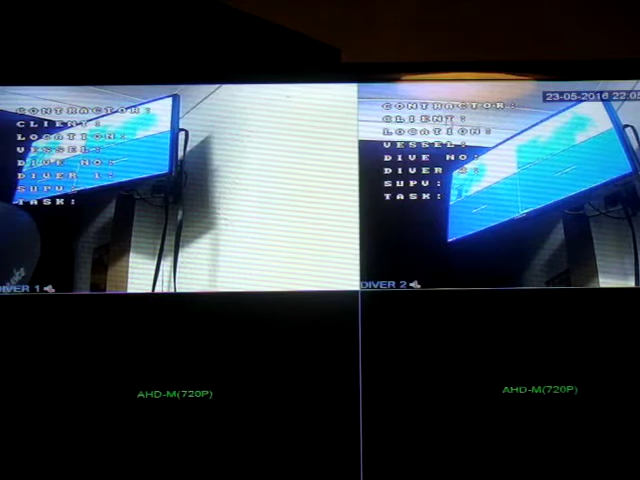 CONTRACTOR:
CLIENT:
LOCATION:
VESSEL:
DIVE NO:
DIVER 1:
SUPV:
TASK:
DIVER 1
23-05-2016 22:05
CONTRACTOR:
CLIENT:
LOCATION:
VESSEL:
DIVE NO:
DIVER 2:
SUPV:
TASK:
DIVER 2
AHD-M(720P)
AHD-M(720P)